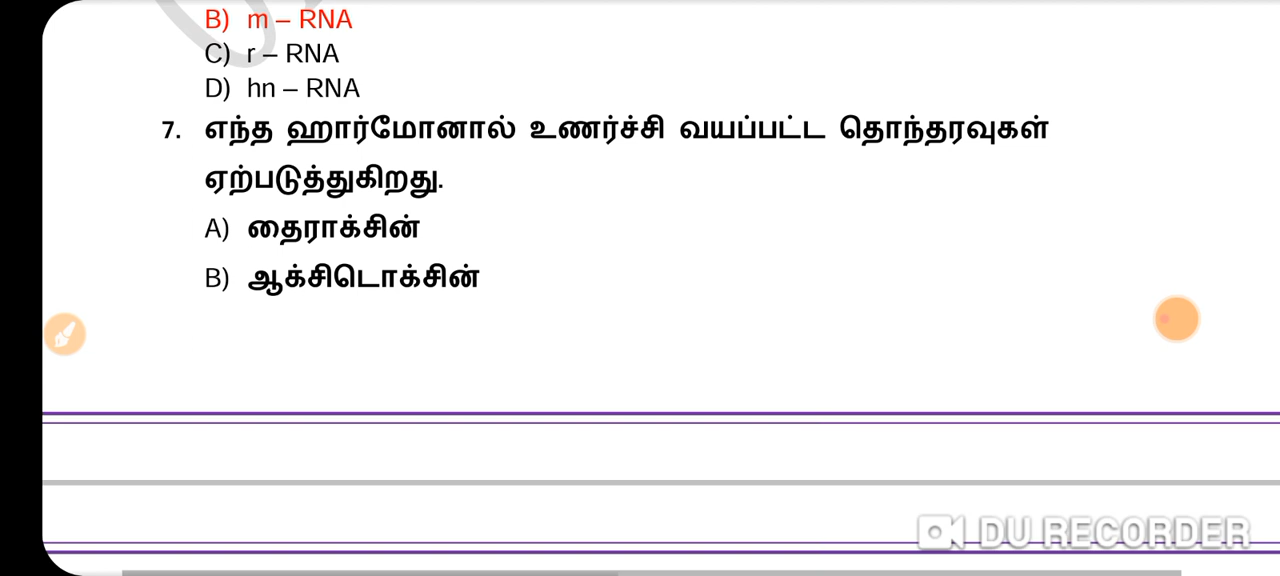 B) m – RNA
C) r – RNA
D) hn – RNA
7. எந்த ஹார்மோனால் உணர்ச்சி வயப்பட்ட தொந்தரவுகள்
ஏற்படுத்துகிறது.
A) தைராக்சின்
B) ஆக்சிடொக்சின்
DU RECORDER